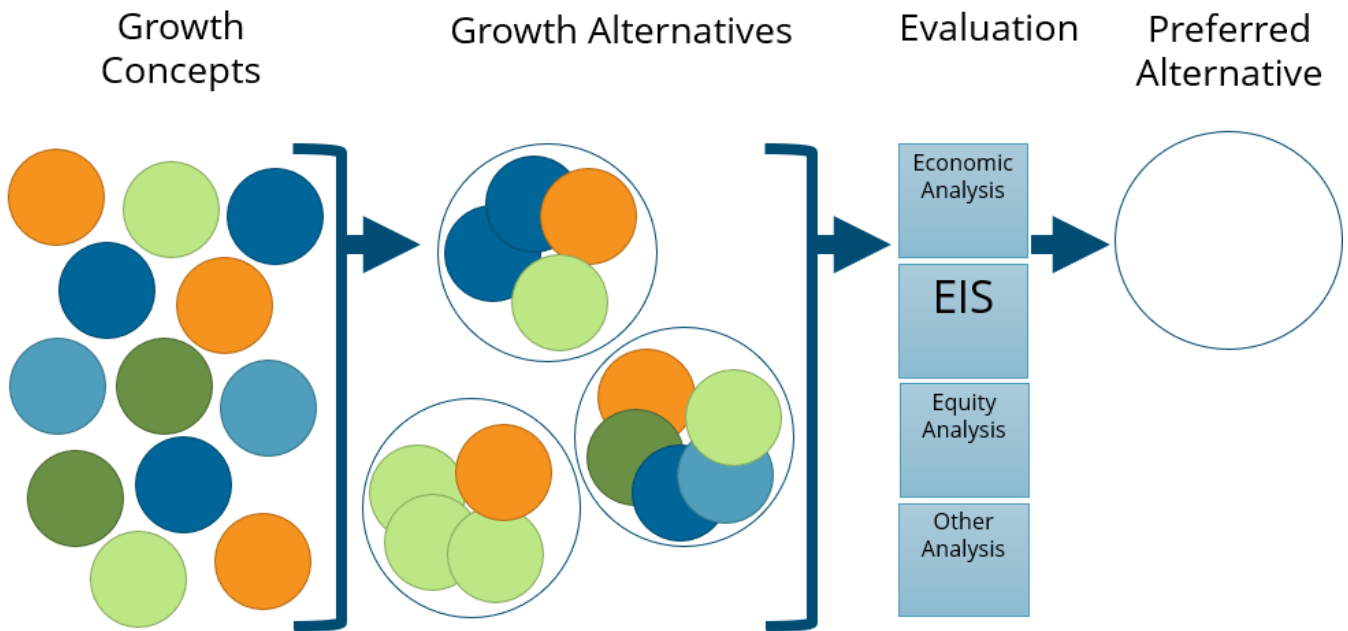 Growth
Concepts
Growth Alternatives
Evaluation
Preferred
Alternative
Economic
Analysis
EIS
Equity
Analysis
Other
Analysis